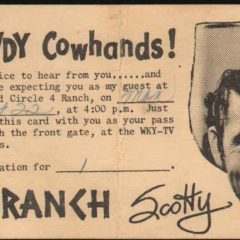 DY Cowhands!
ice to hear from you......and
e expecting you as my guest at
d Circle 4 Ranch, on
22, at 4:00 p.m. Just
this card with you as your pass
h the front gate, at the WKY-TV
s.
ation for 1
RANCH Scotty